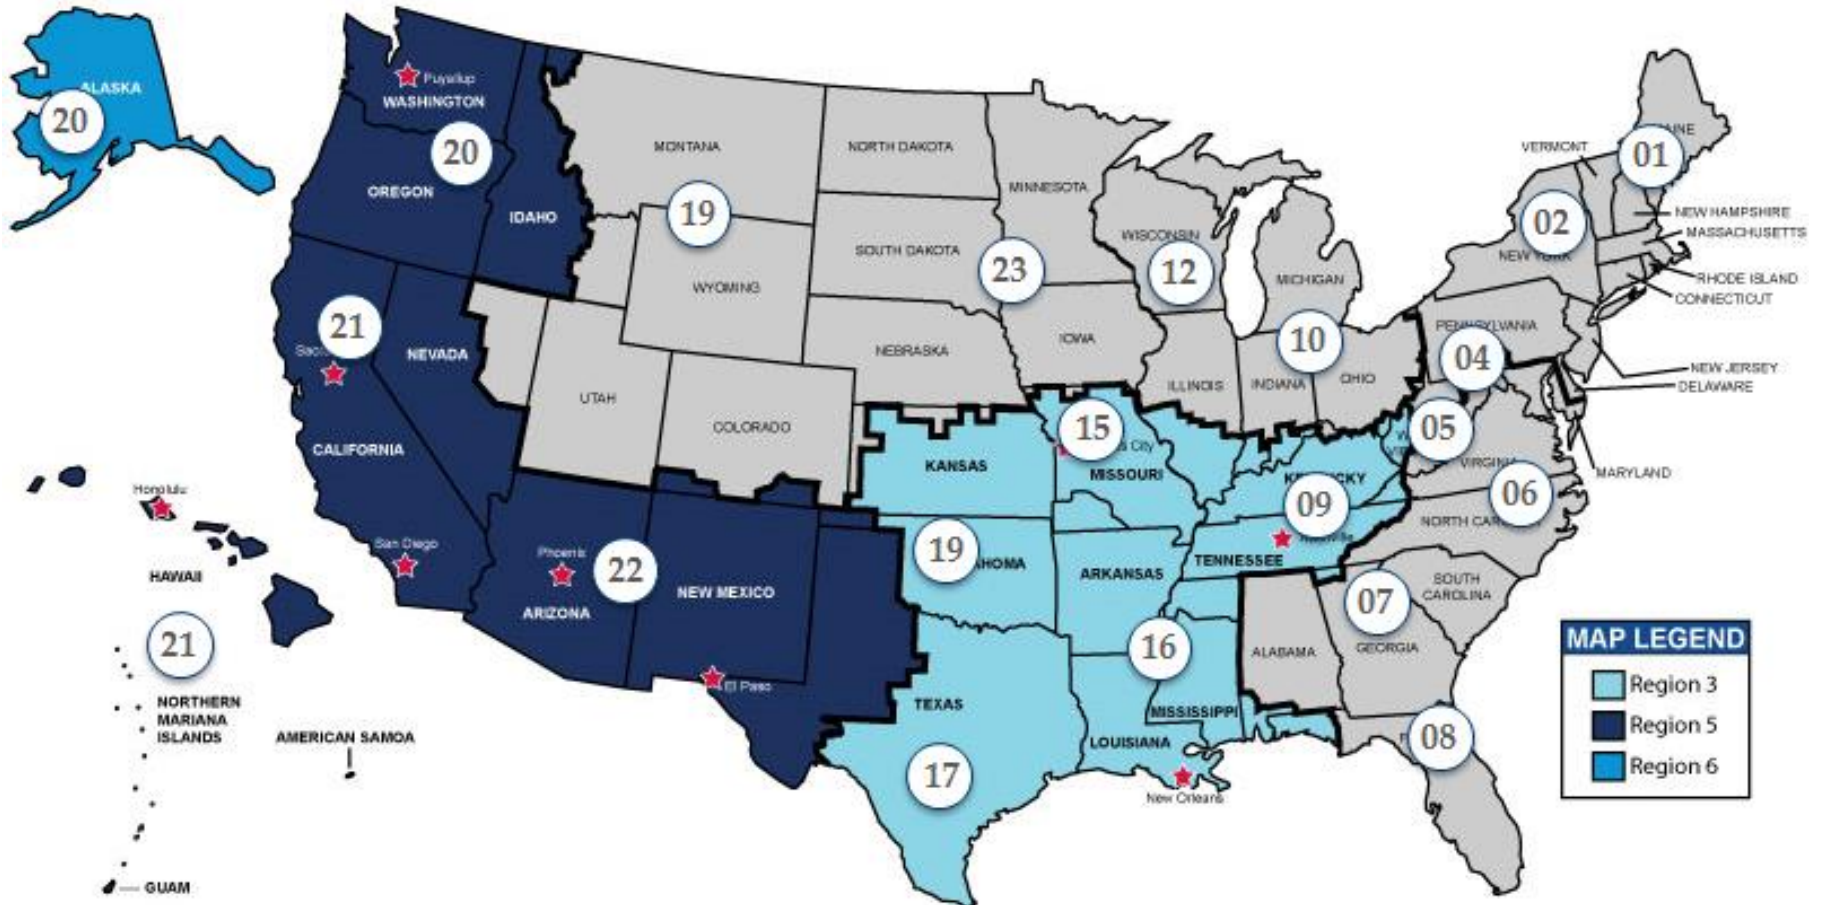 ALASKA
20
Puyallup
WASHINGTON
20
OREGON
IDAHO
MONTANA
19
WYOMING
NORTH DAKOTA
SOUTH DAKOTA
NEBRASKA
MINNESOTA
23
IOWA
WISCONSIN
12
MICHIGAN
10
ILLINOIS
INDIANA
OHIO
VERMONT
01
02
NEW YORK
NEW HAMPSHIRE
MASSACHUSETTS
RHODE ISLAND
CONNECTICUT
PENNSYLVANIA
04
NEW JERSEY
DELAWARE
MARYLAND
05
VIRGINIA
06
21
NEVADA
CALIFORNIA
UTAH
COLORADO
San Diego
Phoenix
22
ARIZONA
NEW MEXICO
El Paso
KANSAS
15
City
MISSOURI
09
TENNESSEE
19
HOMA
ARKANSAS
16
TEXAS
17
LOUISIANA
MISSISSIPPI
New Orleans
ALABAMA
07
GEORGIA
SOUTH
CAROLINA
08
Honolulu
HAWAII
21
NORTHERN
MARIANA
ISLANDS
AMERICAN SAMOA
GUAM
MAP LEGEND
Region 3
Region 5
Region 6